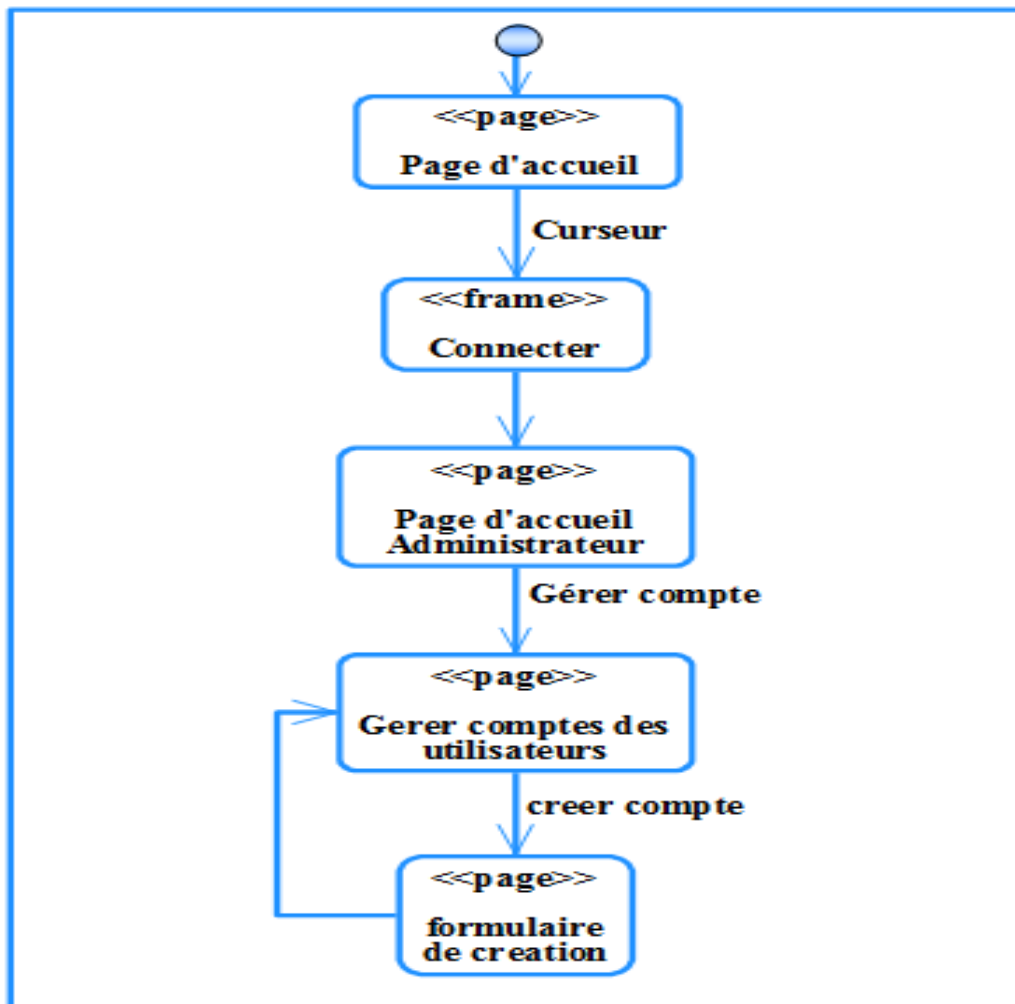 <<page>>
Page d'accueil
Curseur
<<frame>>
Connecter
<<page>>
Page d'accueil
Administrateur
Gérer compte
<<page>>
Gerer comptes des
utilisateurs
creer compte
<<page>>
formulaire
de creation